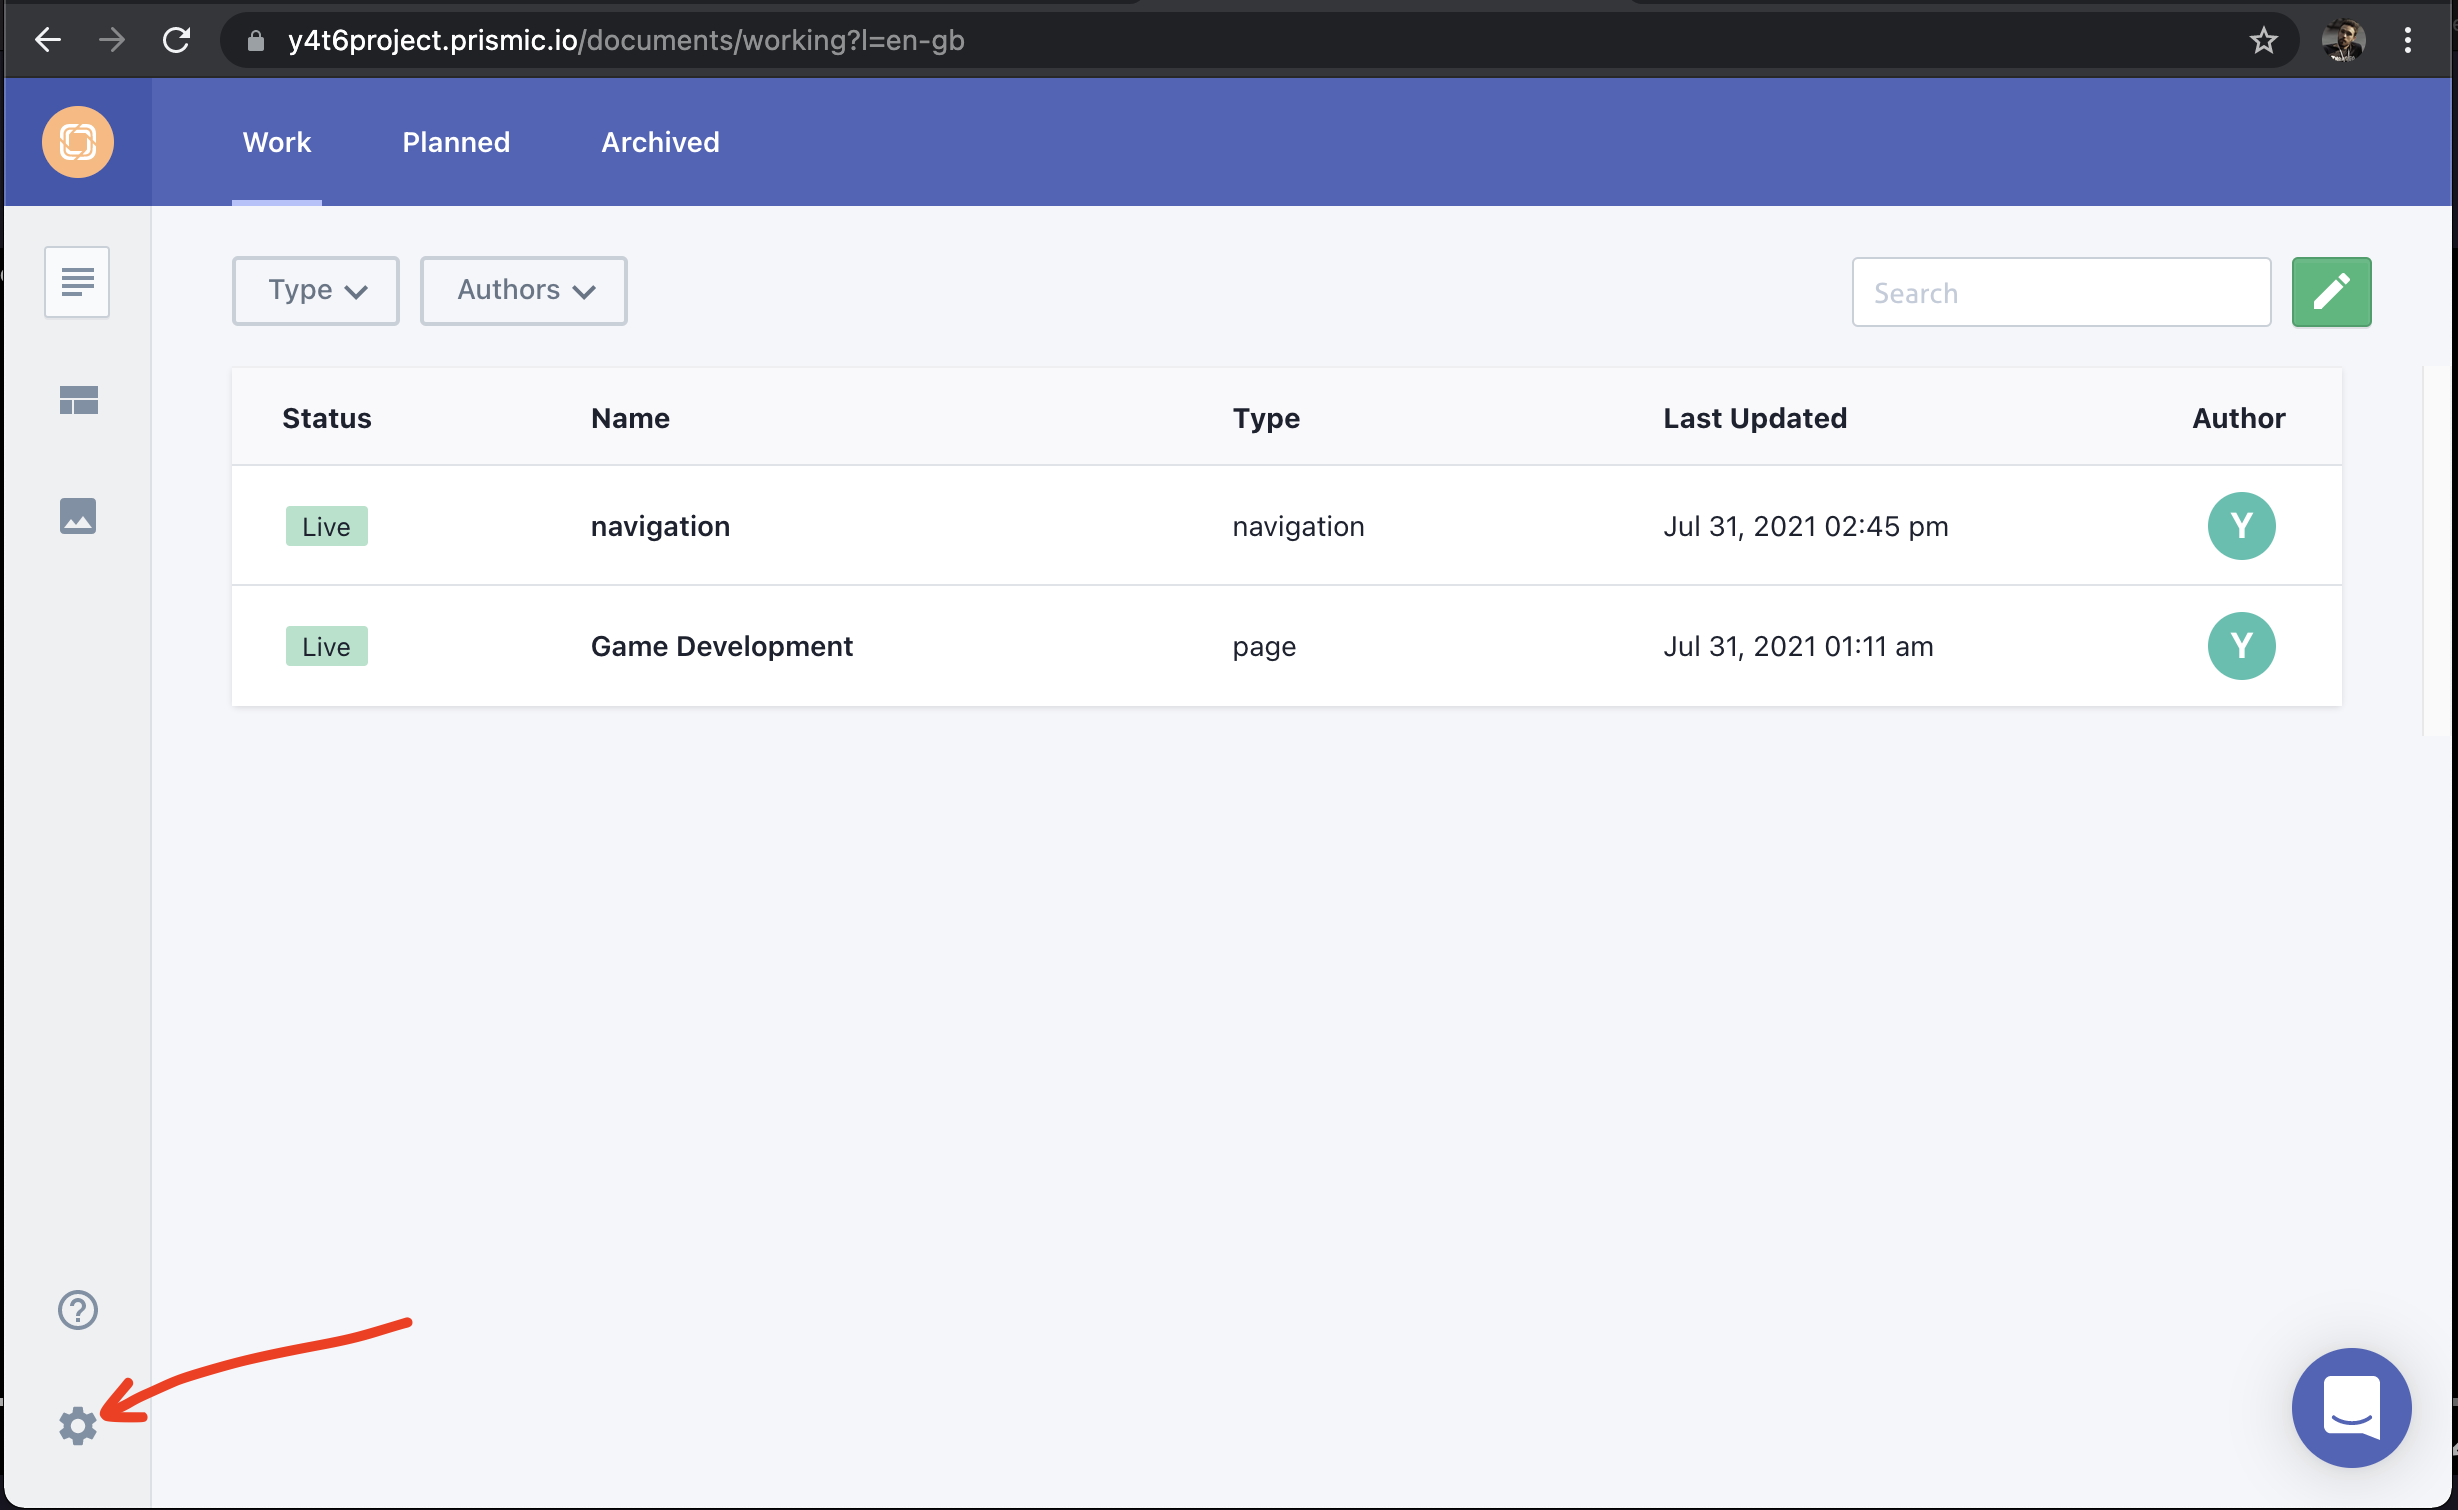 y4t6project.prismic.io/documents/working?l=en-gb
Work Planned Archived
Type Authors Search
Status Name Type Last Updated Author
Live navigation navigation Jul 31, 2021 02:45 pm Y
Live Game Development page Jul 31, 2021 01:11 am Y